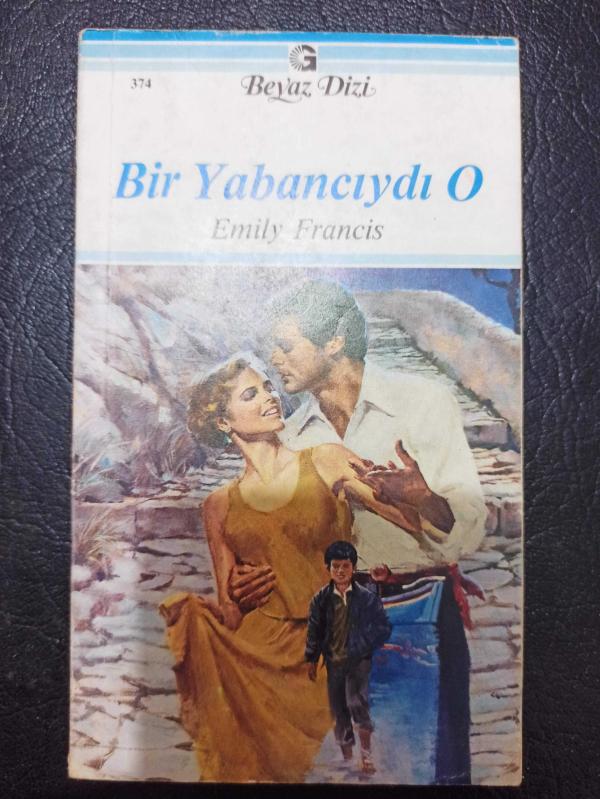 G
374
Beyaz Dizi
Bir Yabancıydı O
Emily Francis